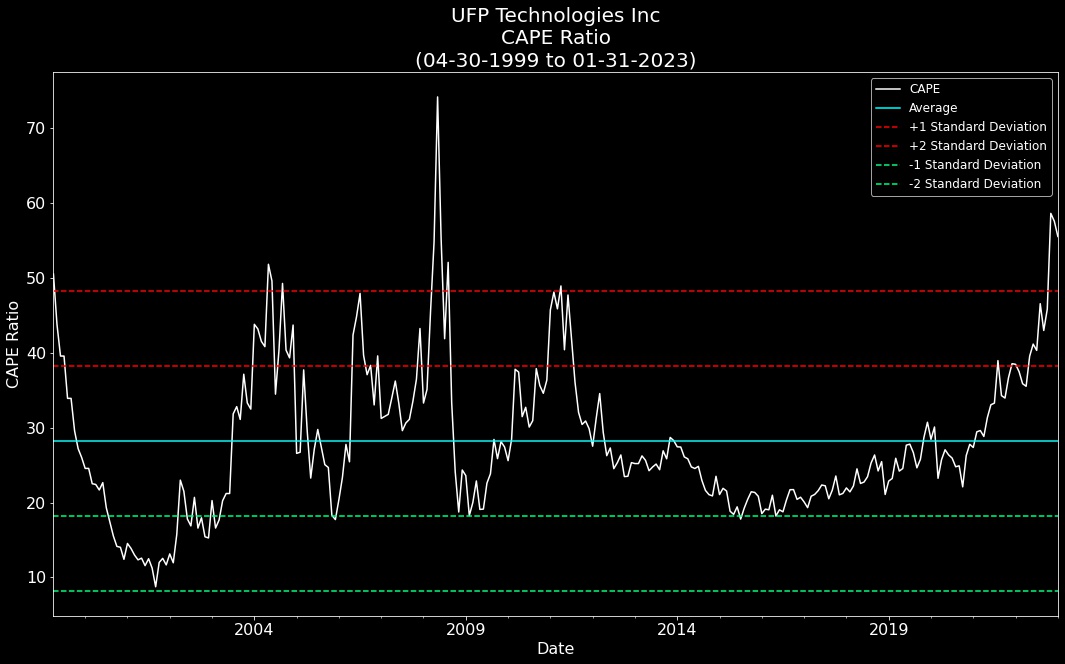 UFP Technologies Inc
CAPE Ratio
(04-30-1999 to 01-31-2023)
CAPE
Average
+1 Standard Deviation
+2 Standard Deviation
-1 Standard Deviation
-2 Standard Deviation
CAPE Ratio
70
60
50
40
30
20
10
2004
2009
2014
2019
Date